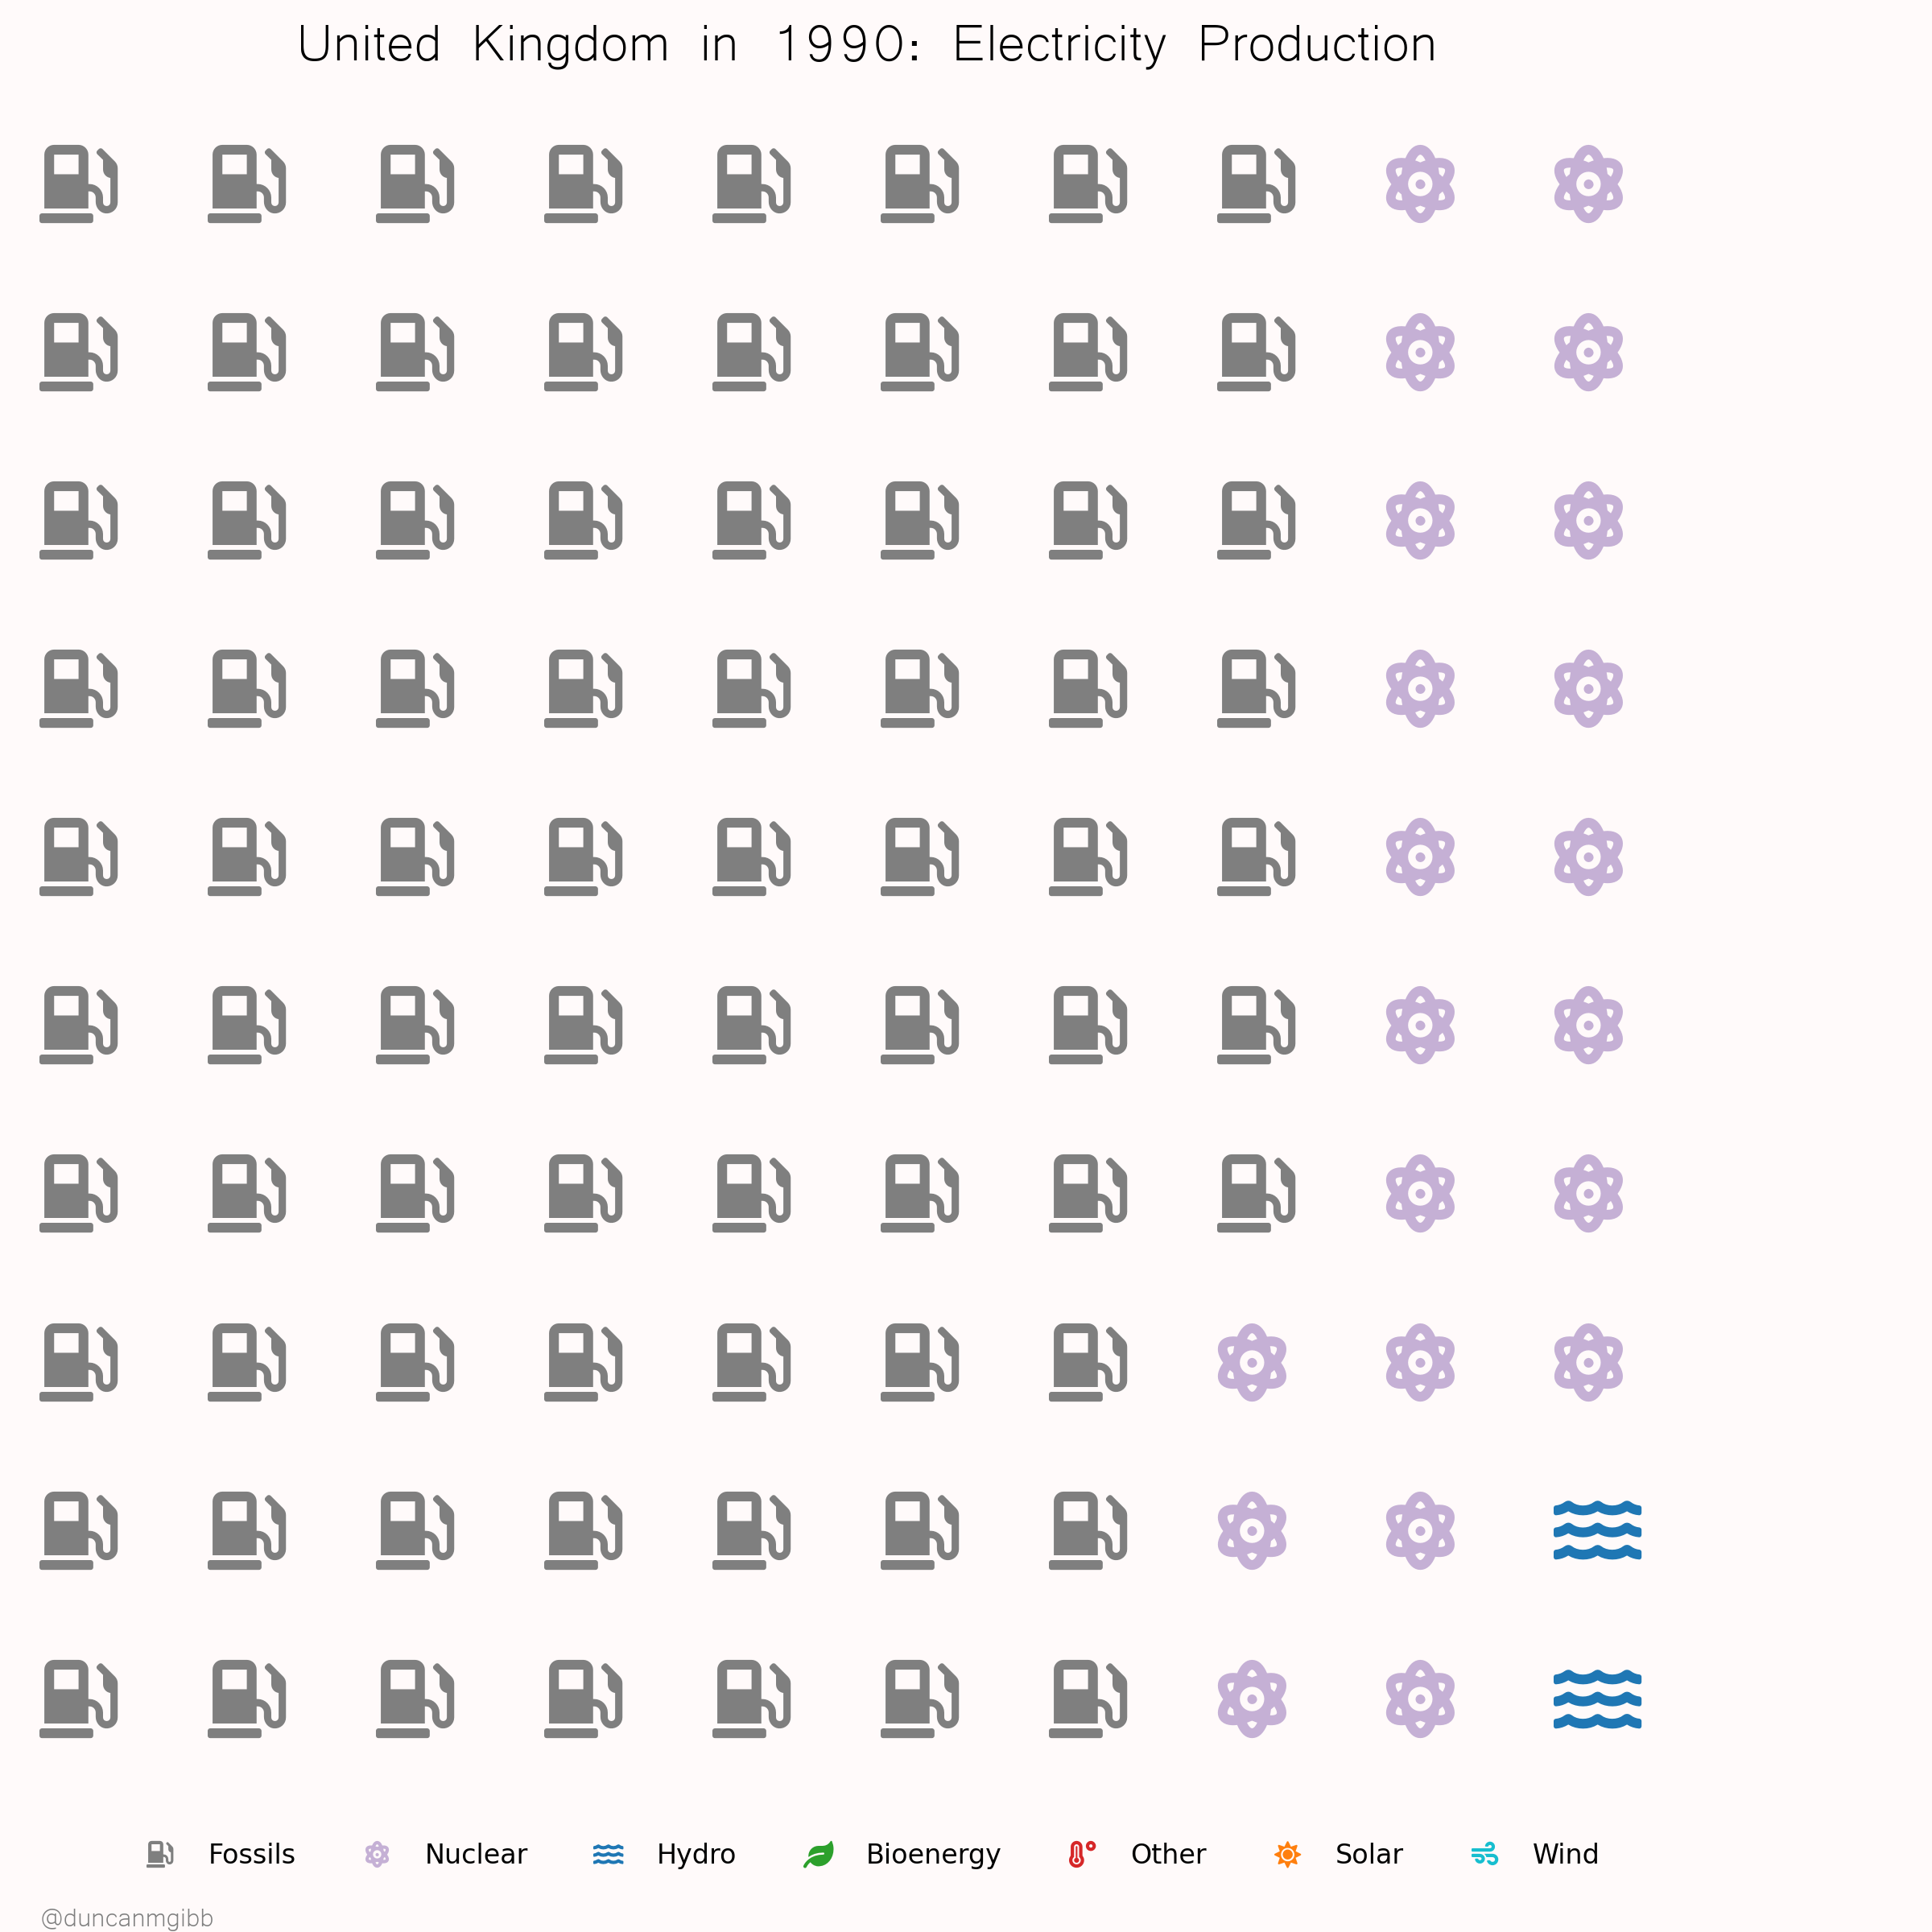 United Kingdom in 1990: Electricity Production
Fossils Nuclear Hydro Bioenergy Other Solar Wind
@duncanmgibb